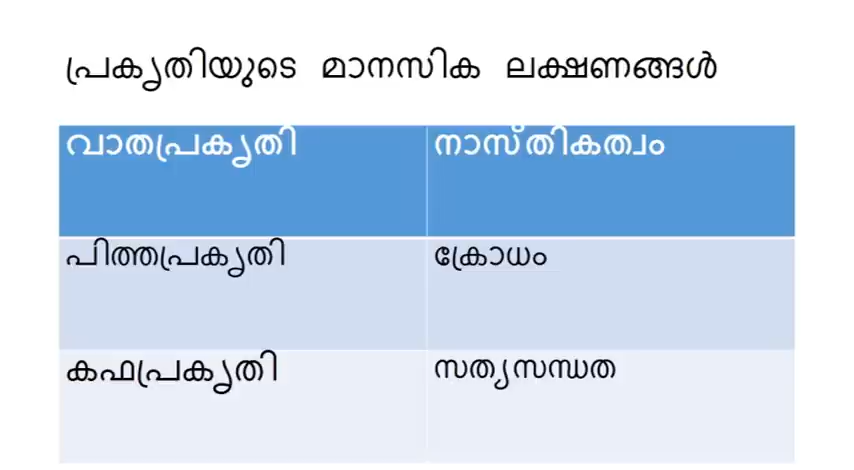 പ്രകൃതിയുടെ മാനസിക ലക്ഷണങ്ങൾ
വാതപ്രകൃതി നാസ്തികത്വം
പിത്തപ്രകൃതി ക്രോധം
കഫപ്രകൃതി സത്യസന്ധത